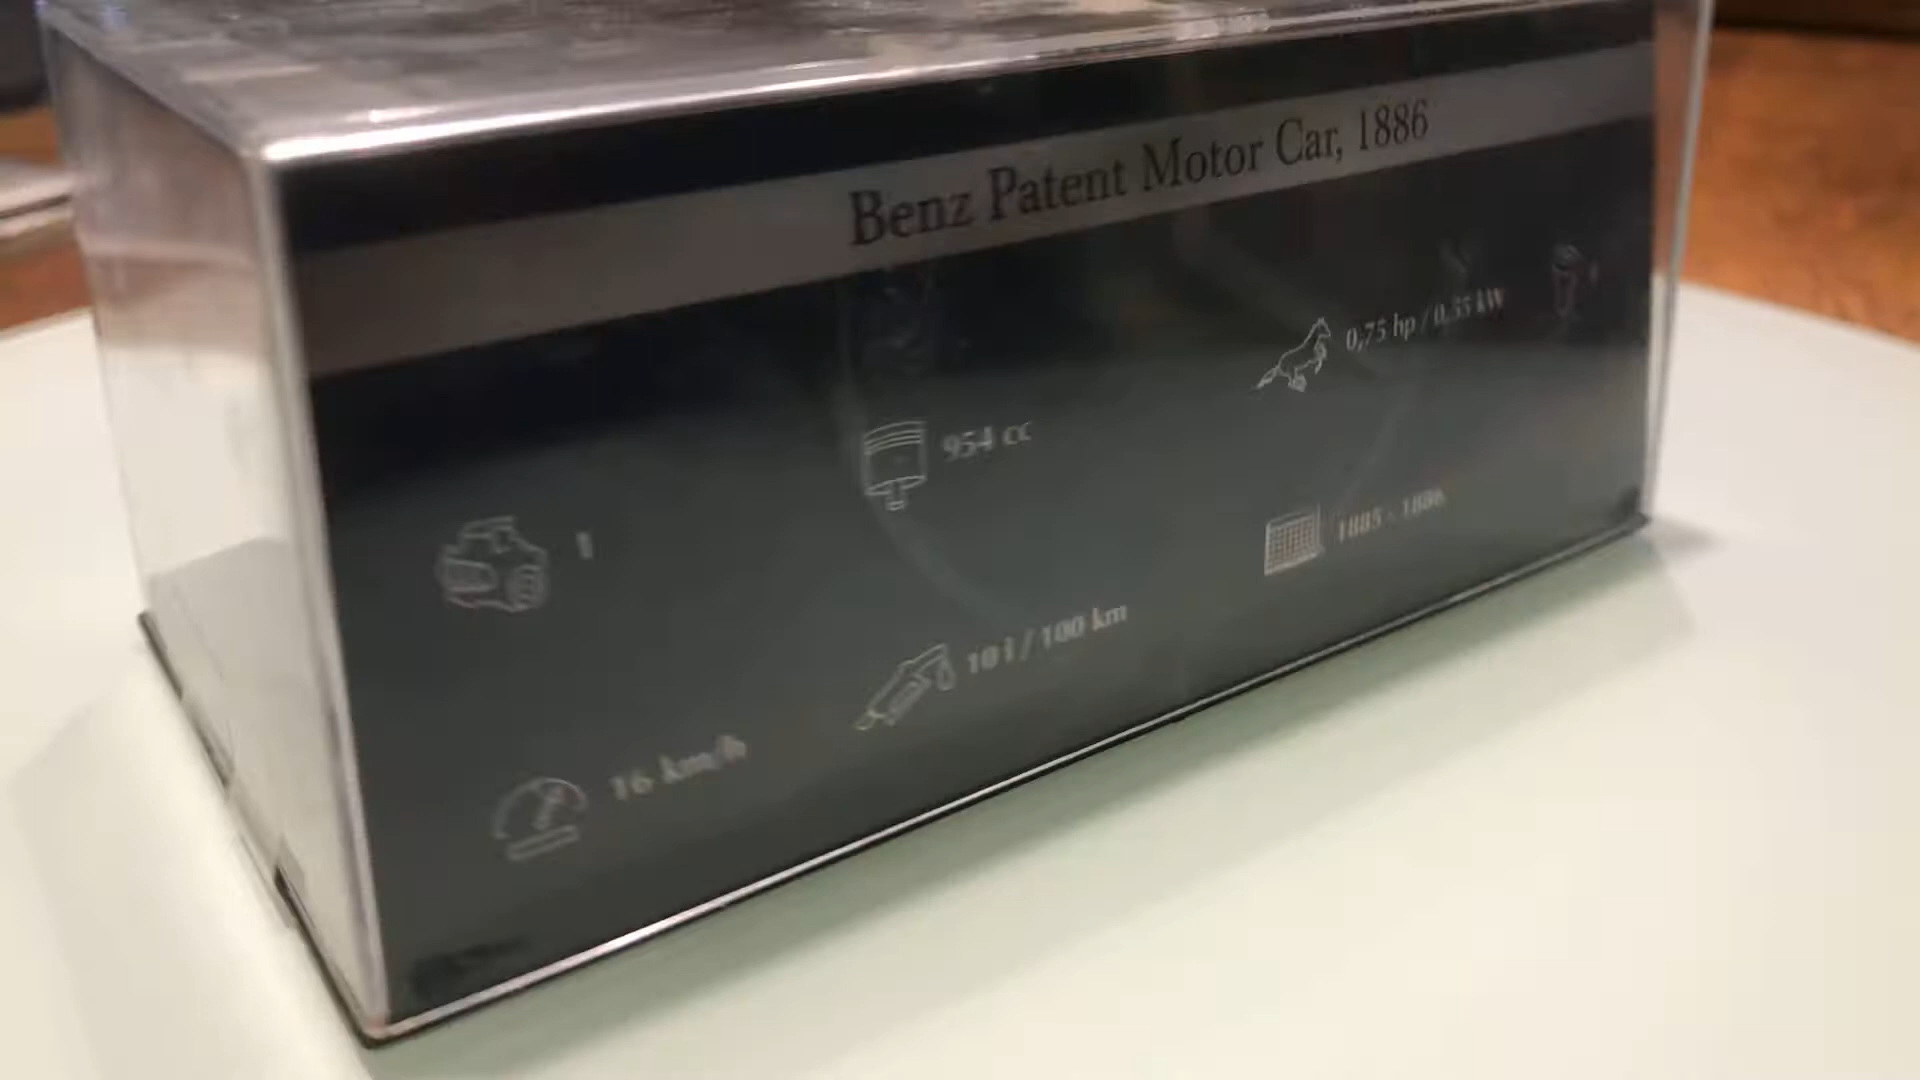 Benz Patent Motor Car, 1886
1
954 cc
0,75 hp / 0,55 kW
16 km/h
10 l / 100 km
1885 - 1886